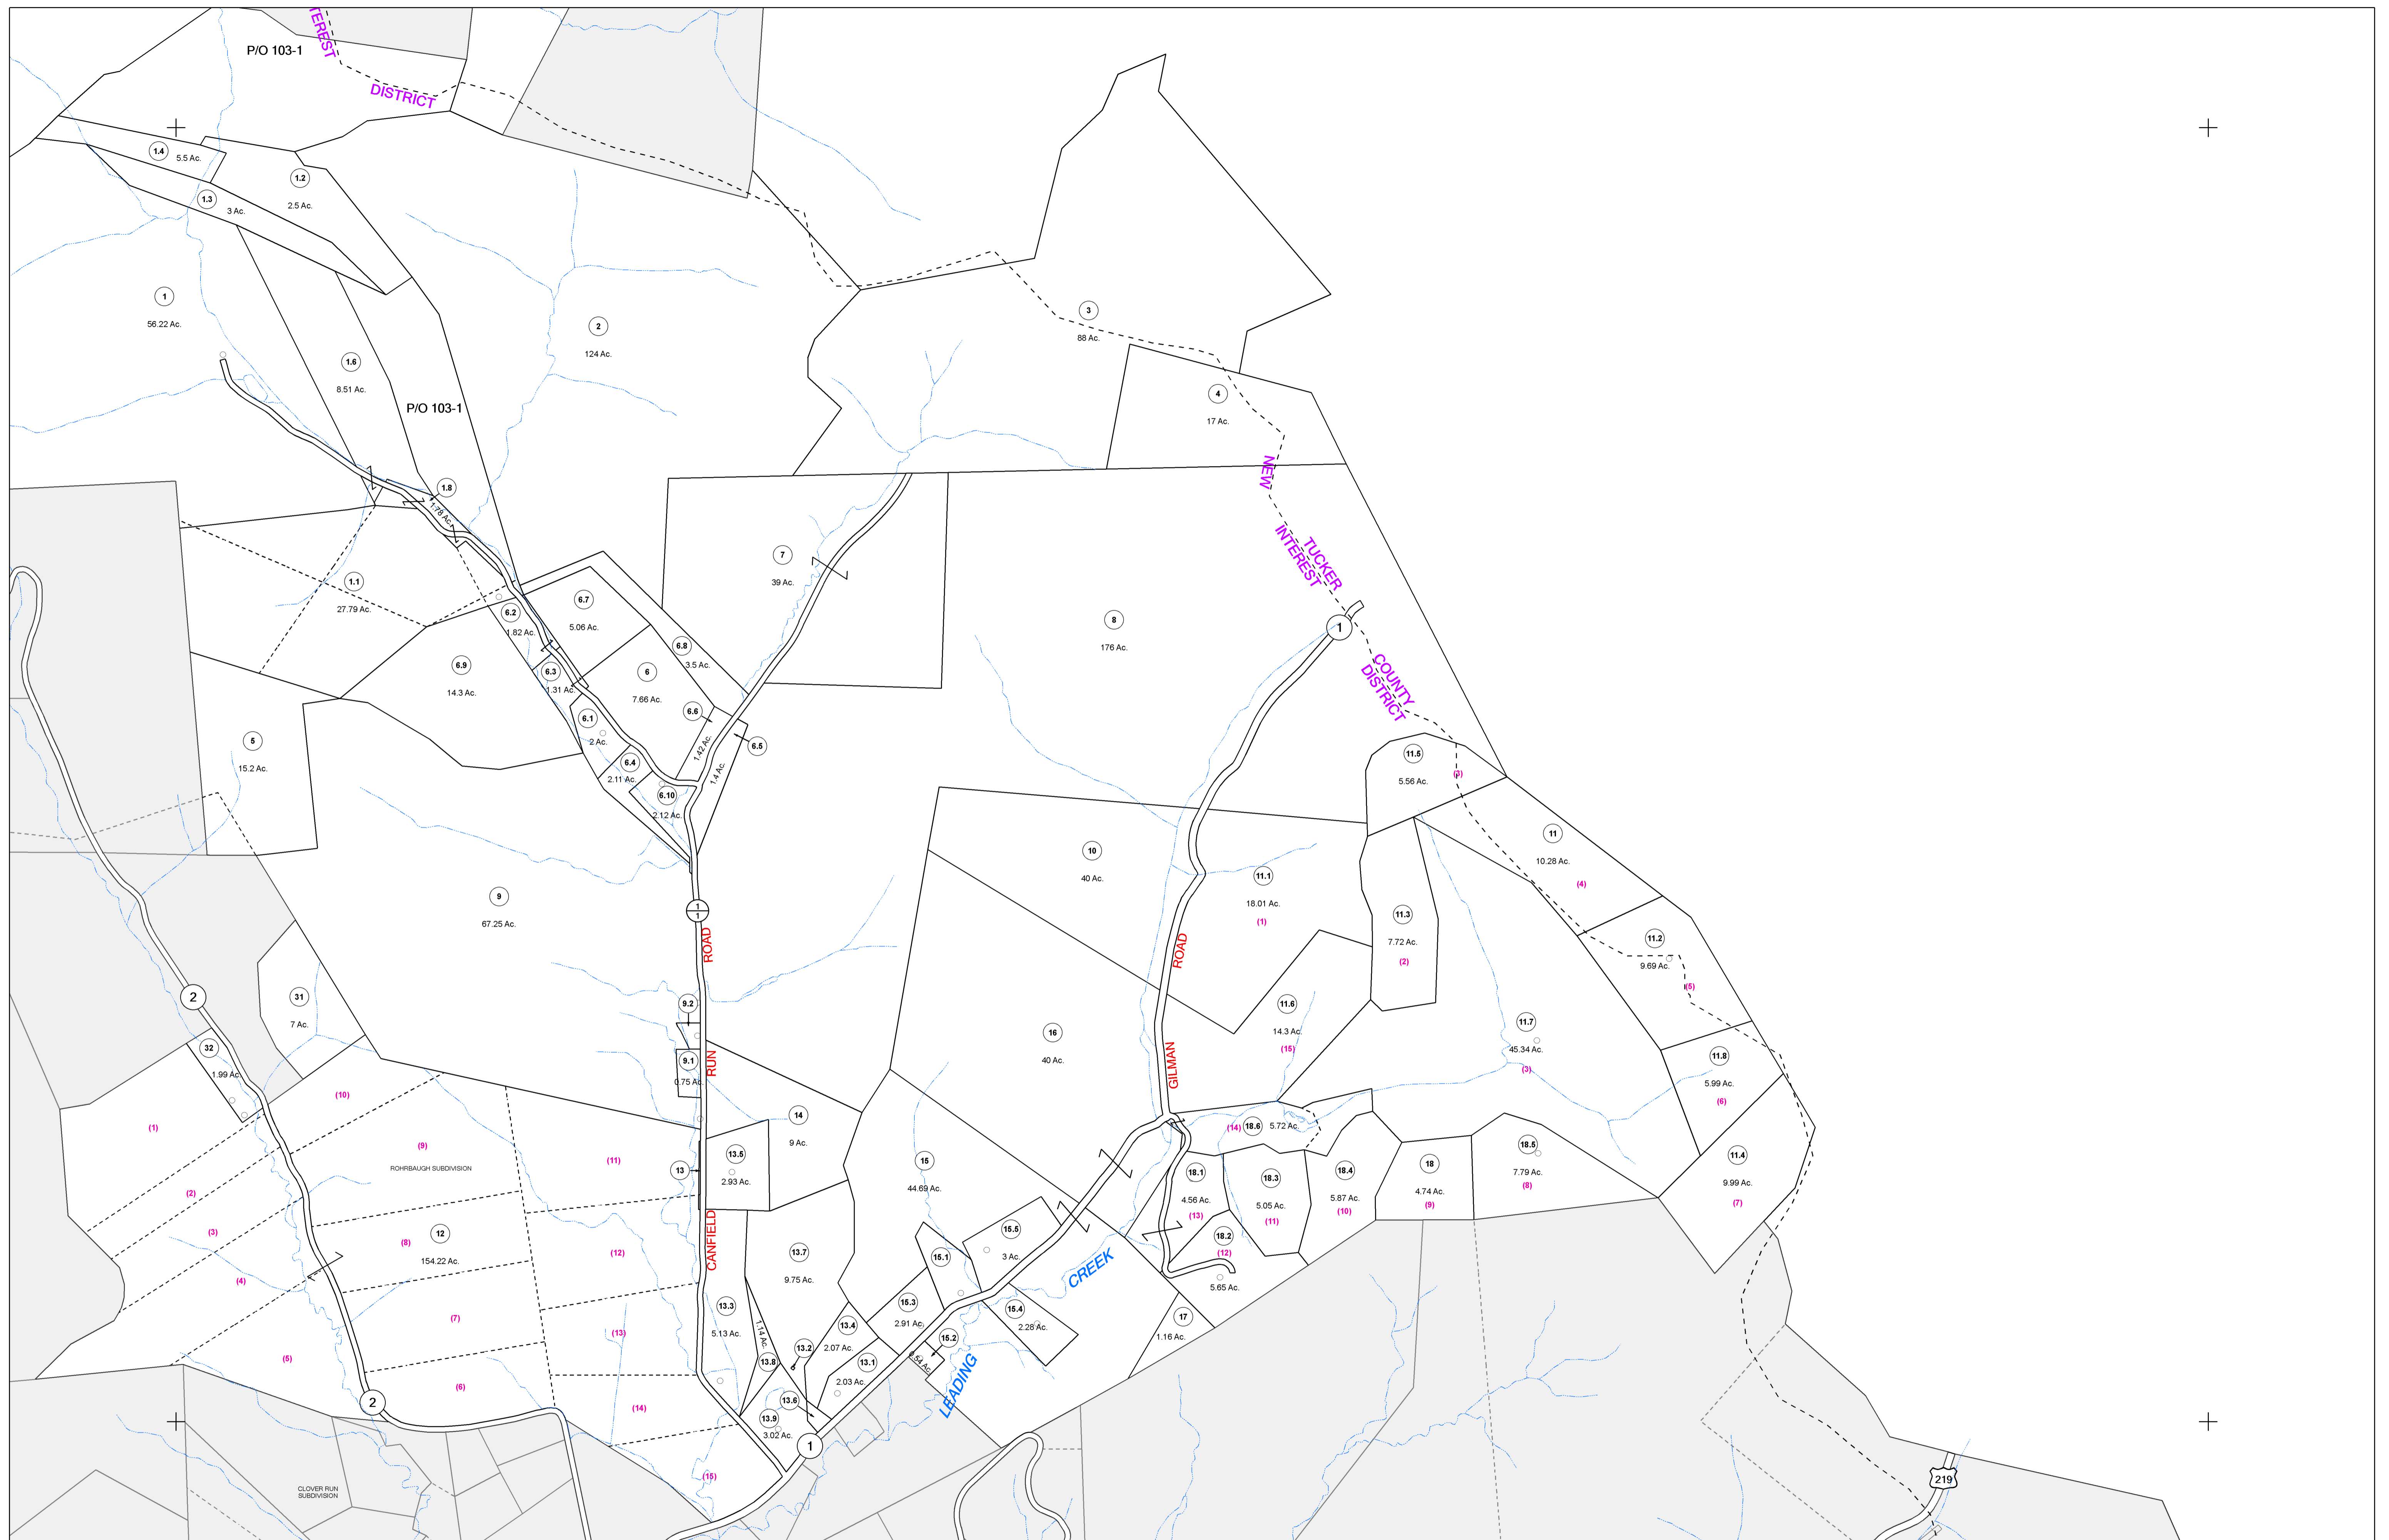 P/O 103-1
TEREST
DISTRICT
1.4
5.5 Ac.
1.2
2.5 Ac.
1.3
3 Ac.
1
56.22 Ac.
2
124 Ac.
3
88 Ac.
1.6
8.51 Ac.
P/O 103-1
4
17 Ac.
NEW
INTEREST
DISTRICT
TUCKER
COUNTY
1.8
1.78 Ac.
7
39 Ac.
1.1
27.79 Ac.
6.2
1.82 Ac.
6.7
5.06 Ac.
6.8
3.5 Ac.
8
176 Ac.
1
6.9
14.3 Ac.
6.3
1.31 Ac.
6
7.66 Ac.
6.6
1.42 Ac.
6.1
2 Ac.
6.5
1.4 Ac.
6.4
2.11 Ac.
6.10
2.12 Ac.
5
15.2 Ac.
11.5
5.56 Ac.
(3)
11
10.28 Ac.
(4)
10
40 Ac.
11.1
18.01 Ac.
(1)
9
67.25 Ac.
1
1
11.3
7.72 Ac.
(2)
11.2
9.69 Ac.
(5)
CANFIELD
RUN
ROAD
GILMAN
ROAD
2
31
7 Ac.
9.2
9.1
0.75 Ac.
16
40 Ac.
11.6
14.3 Ac.
(15)
11.7
45.34 Ac.
(3)
11.8
5.99 Ac.
(6)
32
1.99 Ac.
(10)
(1)
(9)
ROHRBAUGH SUBDIVISION
(11)
14
9 Ac.
13
13.5
2.93 Ac.
15
44.69 Ac.
(14)
18.6
5.72 Ac.
18.1
4.56 Ac.
(13)
18.3
5.05 Ac.
(11)
18.4
5.87 Ac.
(10)
18
4.74 Ac.
(9)
18.5
7.79 Ac.
(8)
11.4
9.99 Ac.
(7)
(2)
(3)
(4)
(5)
(8)
12
154.22 Ac.
(12)
13.7
9.75 Ac.
15.1
15.5
3 Ac.
18.2
(12)
5.65 Ac.
LEADING
CREEK
(7)
(13)
13.3
5.13 Ac.
1.14 Ac.
13.8
13.2
13.4
2.07 Ac.
15.3
2.91 Ac.
15.4
2.28 Ac.
15.2
0.54 Ac.
17
1.16 Ac.
13.1
2.03 Ac.
(6)
2
(14)
13.6
13.9
3.02 Ac.
1
(15)
CLOVER RUN
SUBDIVISION
219